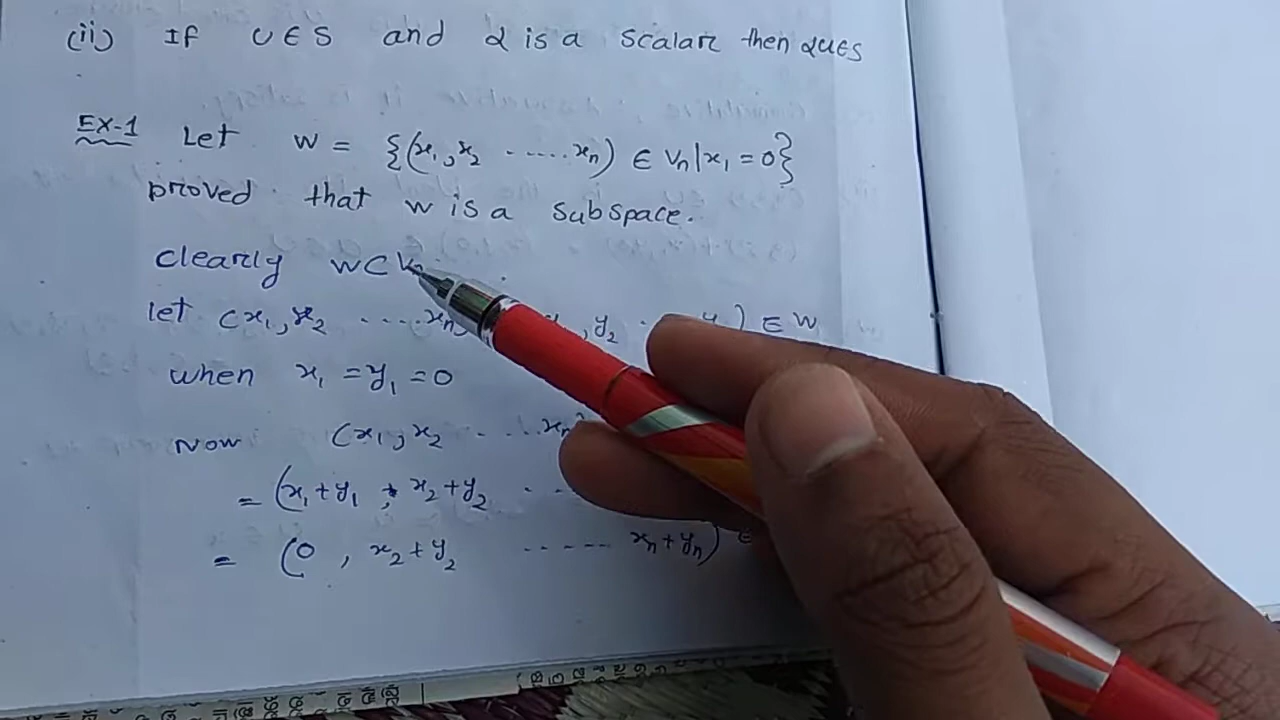 (ii) If U ∈ S and α is a scalar then αU∈S
EX-1 Let W = {(x₁, x₂ ..... xₙ) ∈ Vₙ | x₁ = 0}
proved that W is a subspace.
clearly W ⊂ V
let (x₁, x₂ .... xₙ, , y₂ ) ∈ W
when x₁ = y₁ = 0
Now (x₁, x₂ .... xₙ
= (x₁ + y₁ , x₂ + y₂
= (0 , x₂ + y₂ ..... xₙ + yₙ) ∈